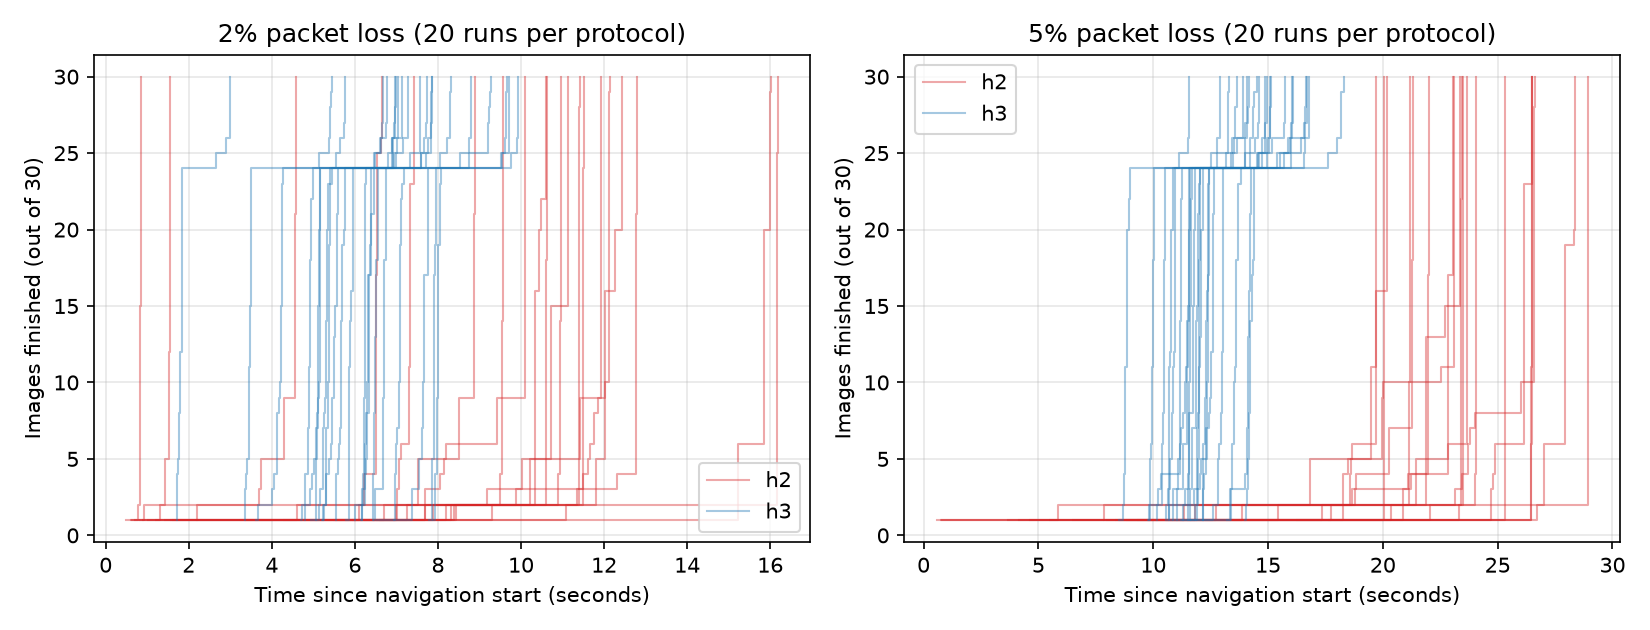 2% packet loss (20 runs per protocol)
Images finished (out of 30)
30
25
20
15
10
5
0
h2
h3
0 2 4 6 8 10 12 14 16
Time since navigation start (seconds)
5% packet loss (20 runs per protocol)
h2
h3
Images finished (out of 30)
30
25
20
15
10
5
0
0 5 10 15 20 25 30
Time since navigation start (seconds)